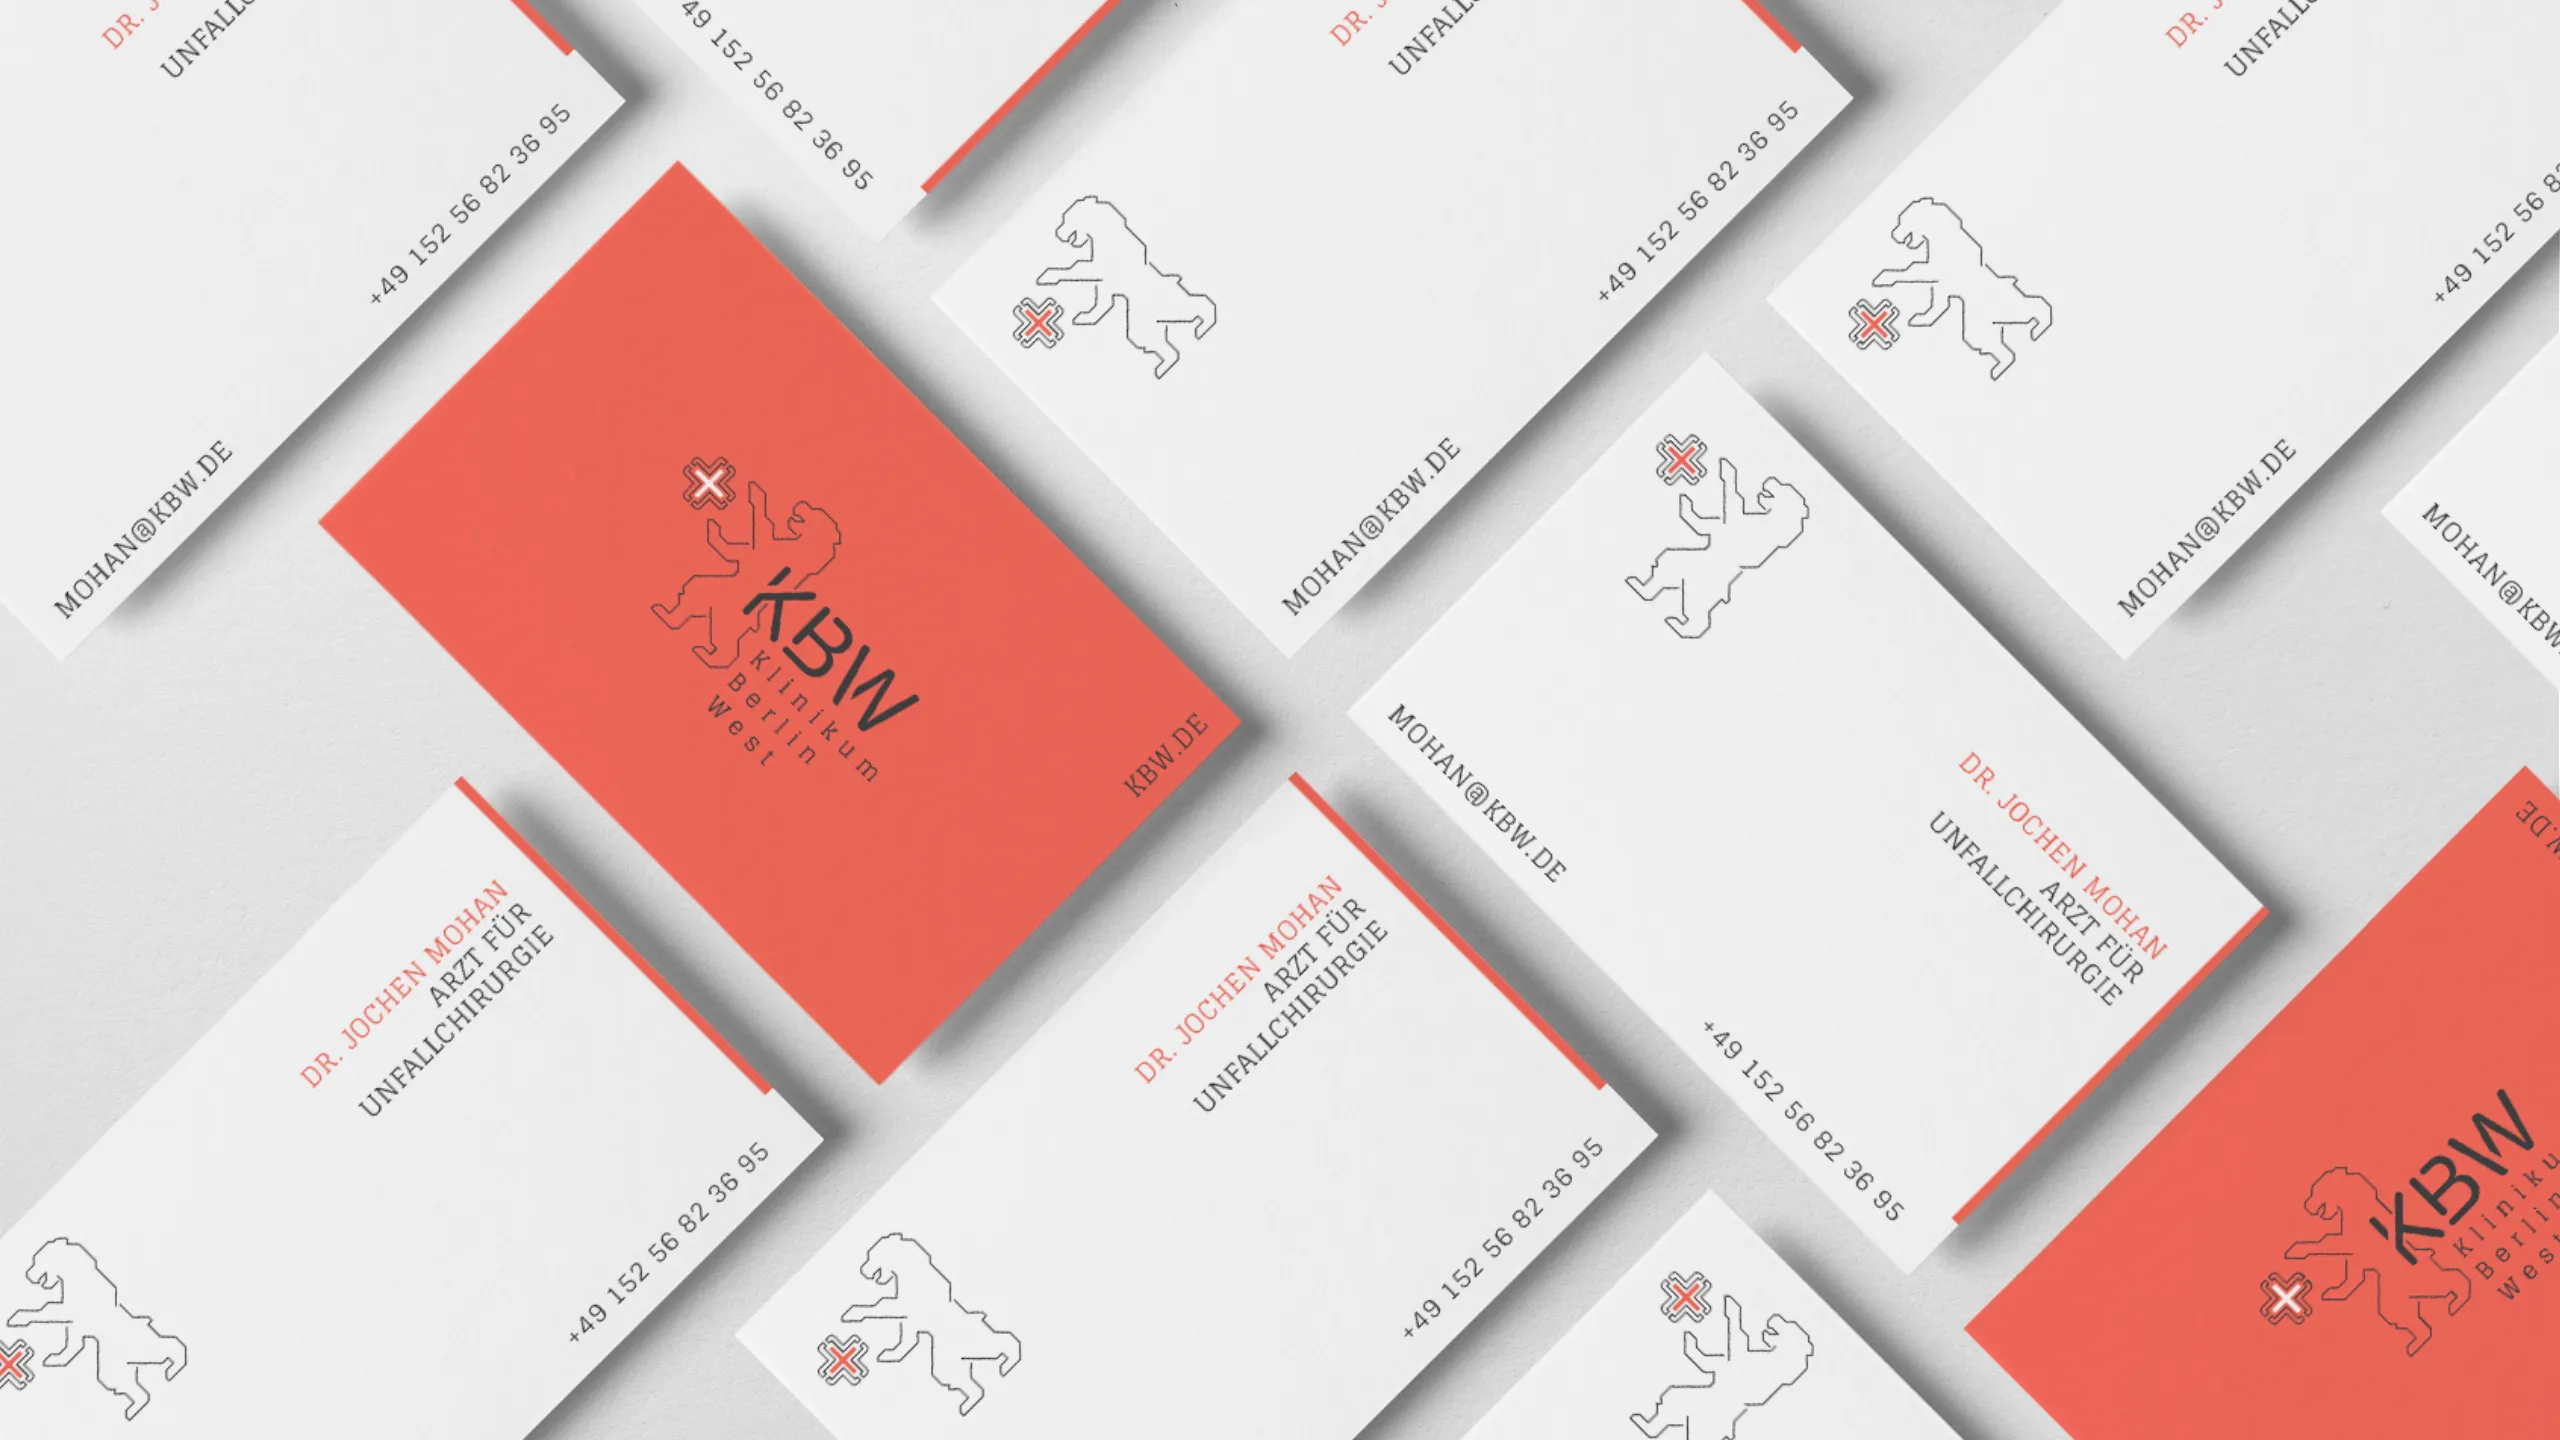 DR. J
UNFALLC
+49 152 56 82 36 95
MOHAN@KBW.DE
49 152 56 82 36 95
DR. J
UNFALLC
+49 152 56 82 36 95
MOHAN@KBW.DE
DR. J
UNFALLC
+49 152 56 82
MOHAN@KBW.DE
MOHAN@KBW.
KBW
Klinikum
Berlin
West
KBW.DE
DR. JOCHEN MOHAN
ARZT FÜR
UNFALLCHIRURGIE
+49 152 56 82 36 95
MOHAN@KBW.DE
DR. JOCHEN MOHAN
ARZT FÜR
UNFALLCHIRURGIE
+49 152 56 82 36 95
DR. JOCHEN MOHAN
ARZT FÜR
UNFALLCHIRURGIE
+49 152 56 82 36 95
W.DE
KBW
Kliniku
Berlin
West